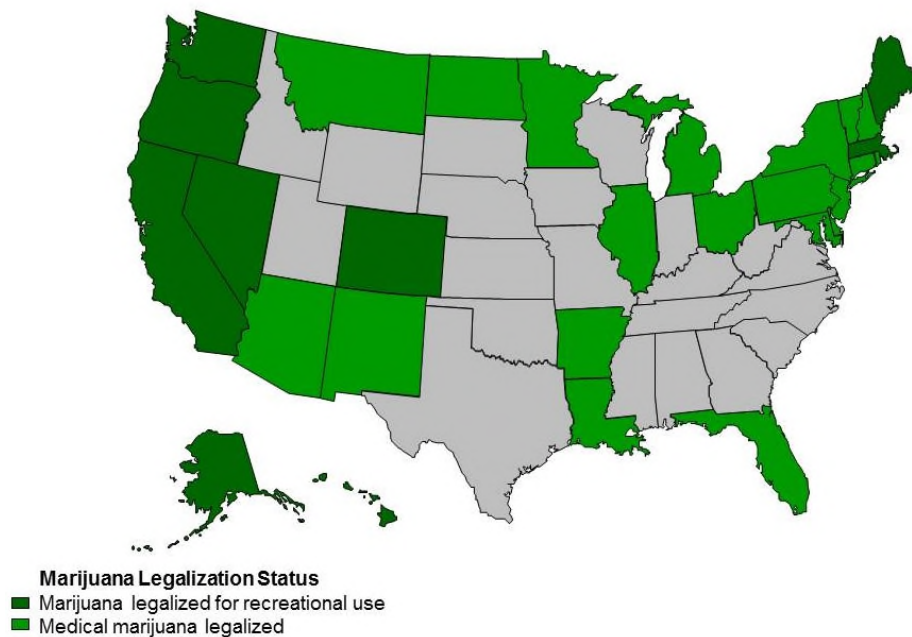 Marijuana Legalization Status
Marijuana legalized for recreational use
Medical marijuana legalized